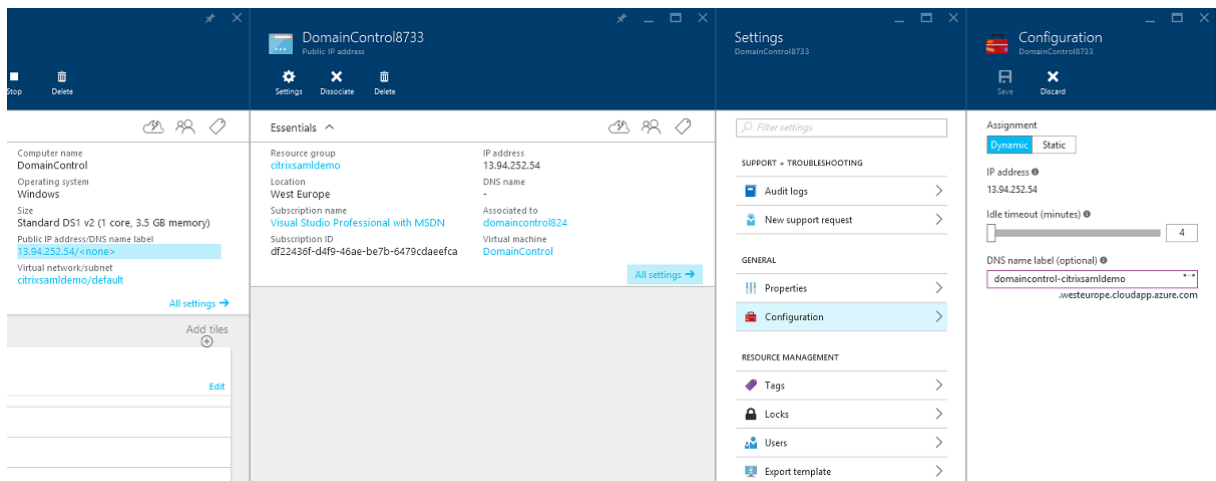 Stop
Delete
Computer name
DomainControl
Operating system
Windows
Size
Standard DS1 v2 (1 core, 3.5 GB memory)
Public IP address/DNS name label
13.94.252.54/<none>
Virtual network/subnet
citrixsamldemo/default
All settings →
Add tiles
Edit
DomainControl8733
Public IP address
Settings
Dissociate
Delete
Essentials
Resource group
citrixsamldemo
Location
West Europe
Subscription name
Visual Studio Professional with MSDN
Subscription ID
df22436f-d4f9-46ae-be7b-6479cdaeefca
IP address
13.94.252.54
DNS name
-
Associated to
domaincontrol824
Virtual machine
DomainControl
All settings →
Settings
DomainControl8733
Filter settings
SUPPORT + TROUBLESHOOTING
Audit logs
New support request
GENERAL
Properties
Configuration
RESOURCE MANAGEMENT
Tags
Locks
Users
Export template
Configuration
DomainControl8733
Save
Discard
Assignment
Dynamic Static
IP address
13.94.252.54
Idle timeout (minutes)
4
DNS name label (optional)
domaincontrol-citrixsamldemo
.westeurope.cloudapp.azure.com